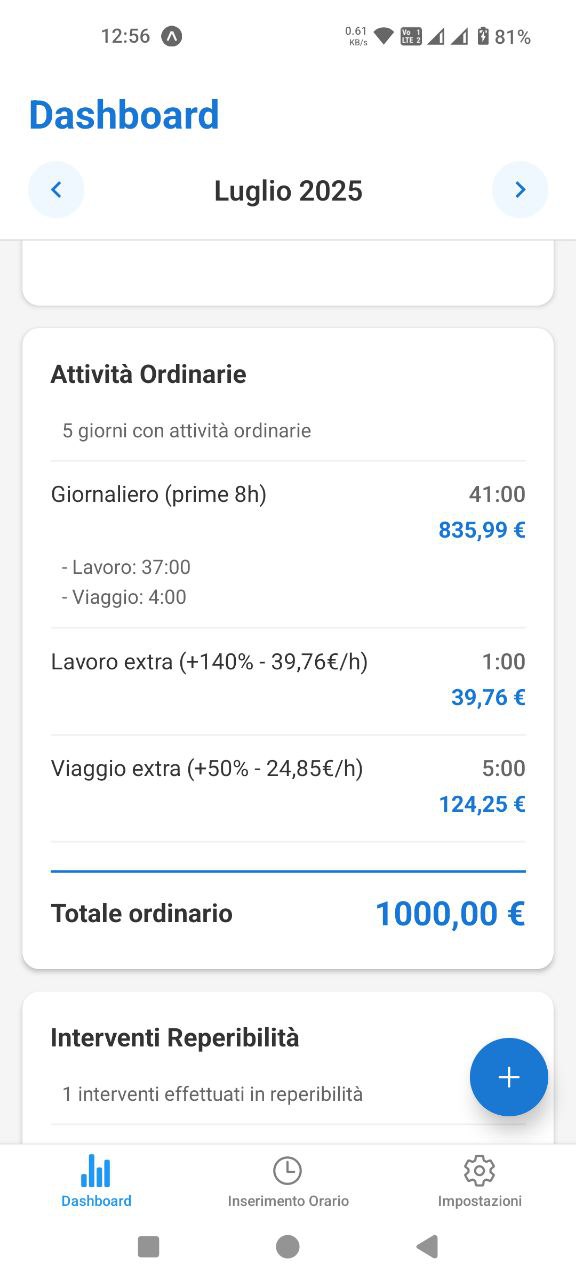 12:56
0.61
KB/s
Vo 1
LTE 2
81%
Dashboard
Luglio 2025
Attività Ordinarie
5 giorni con attività ordinarie
Giornaliero (prime 8h)
41:00
835,99 €
- Lavoro: 37:00
- Viaggio: 4:00
Lavoro extra (+140% - 39,76€/h)
1:00
39,76 €
Viaggio extra (+50% - 24,85€/h)
5:00
124,25 €
Totale ordinario
1000,00 €
Interventi Reperibilità
1 interventi effettuati in reperibilità
Dashboard
Inserimento Orario
Impostazioni